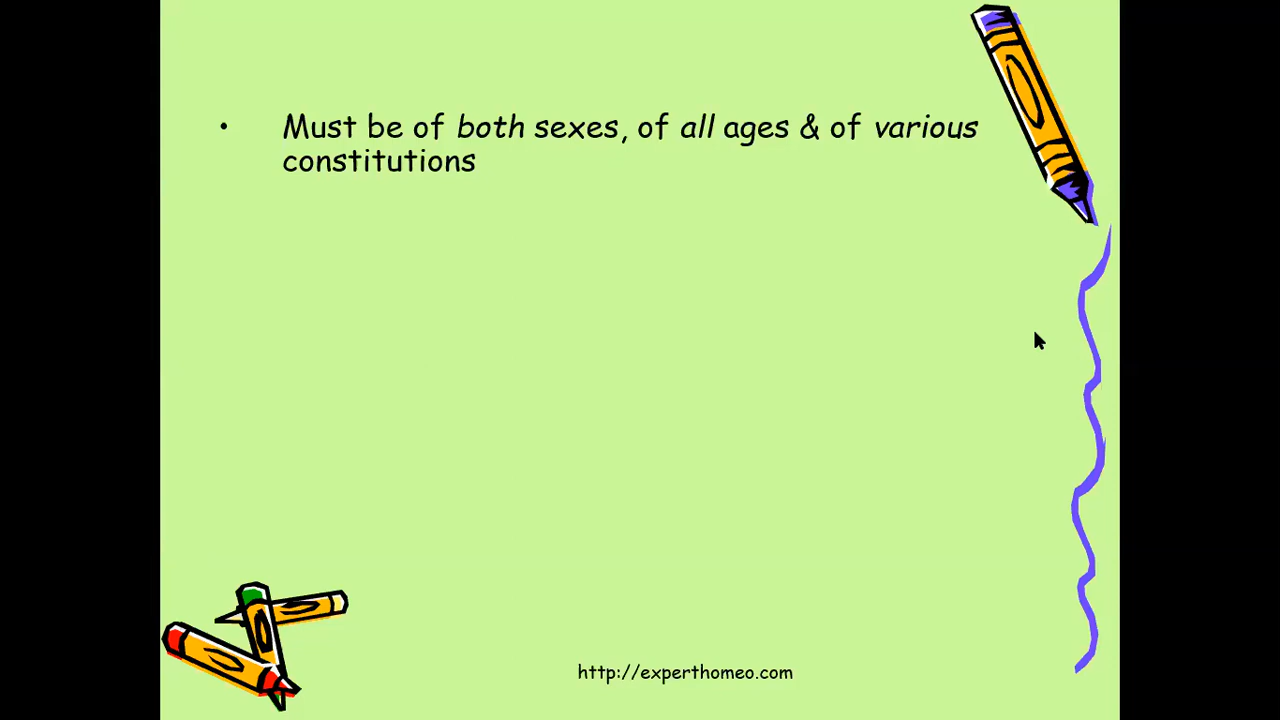 • Must be of both sexes, of all ages & of various
constitutions
http://experthomeo.com